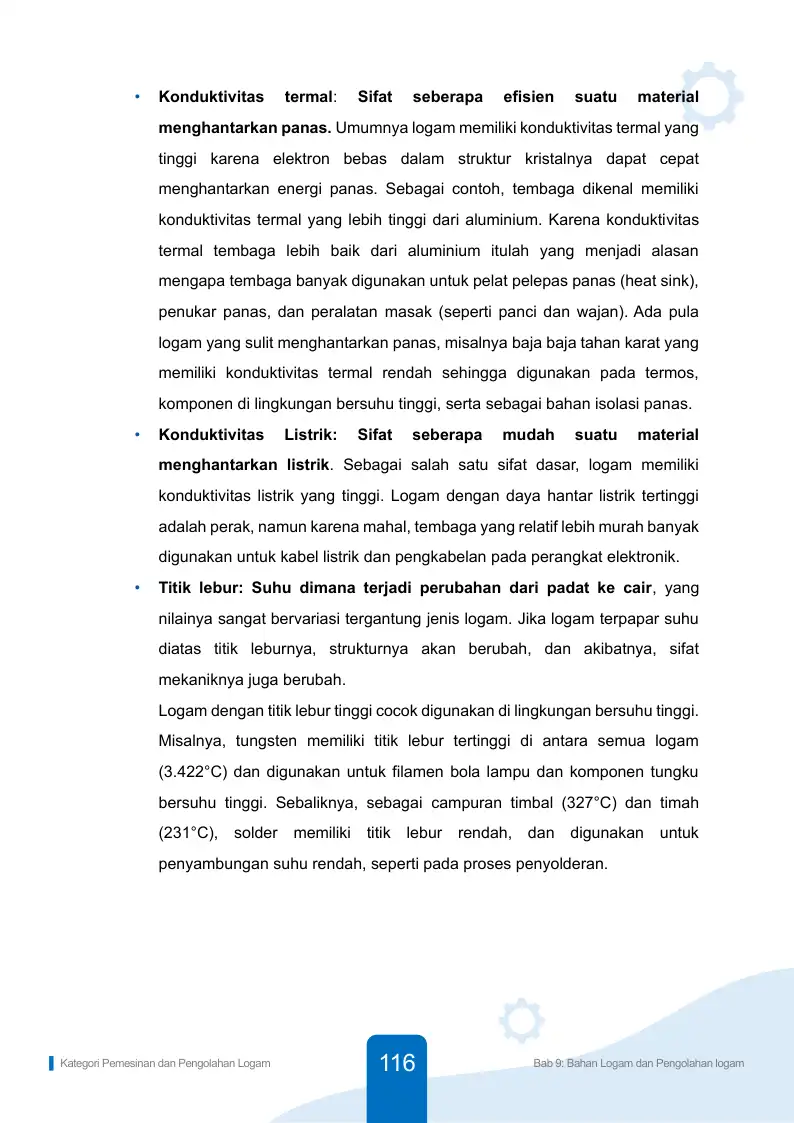 • Konduktivitas termal: Sifat seberapa efisien suatu material
menghantarkan panas. Umumnya logam memiliki konduktivitas termal yang
tinggi karena elektron bebas dalam struktur kristalnya dapat cepat
menghantarkan energi panas. Sebagai contoh, tembaga dikenal memiliki
konduktivitas termal yang lebih tinggi dari aluminium. Karena konduktivitas
termal tembaga lebih baik dari aluminium itulah yang menjadi alasan
mengapa tembaga banyak digunakan untuk pelat pelepas panas (heat sink),
penukar panas, dan peralatan masak (seperti panci dan wajan). Ada pula
logam yang sulit menghantarkan panas, misalnya baja baja tahan karat yang
memiliki konduktivitas termal rendah sehingga digunakan pada termos,
komponen di lingkungan bersuhu tinggi, serta sebagai bahan isolasi panas.
• Konduktivitas Listrik: Sifat seberapa mudah suatu material
menghantarkan listrik. Sebagai salah satu sifat dasar, logam memiliki
konduktivitas listrik yang tinggi. Logam dengan daya hantar listrik tertinggi
adalah perak, namun karena mahal, tembaga yang relatif lebih murah banyak
digunakan untuk kabel listrik dan pengkabelan pada perangkat elektronik.
• Titik lebur: Suhu dimana terjadi perubahan dari padat ke cair, yang
nilainya sangat bervariasi tergantung jenis logam. Jika logam terpapar suhu
diatas titik leburnya, strukturnya akan berubah, dan akibatnya, sifat
mekaniknya juga berubah.
Logam dengan titik lebur tinggi cocok digunakan di lingkungan bersuhu tinggi.
Misalnya, tungsten memiliki titik lebur tertinggi di antara semua logam
(3.422°C) dan digunakan untuk filamen bola lampu dan komponen tungku
bersuhu tinggi. Sebaliknya, sebagai campuran timbal (327°C) dan timah
(231°C), solder memiliki titik lebur rendah, dan digunakan untuk
penyambungan suhu rendah, seperti pada proses penyolderan.
Kategori Pemesinan dan Pengolahan Logam
116
Bab 9: Bahan Logam dan Pengolahan logam